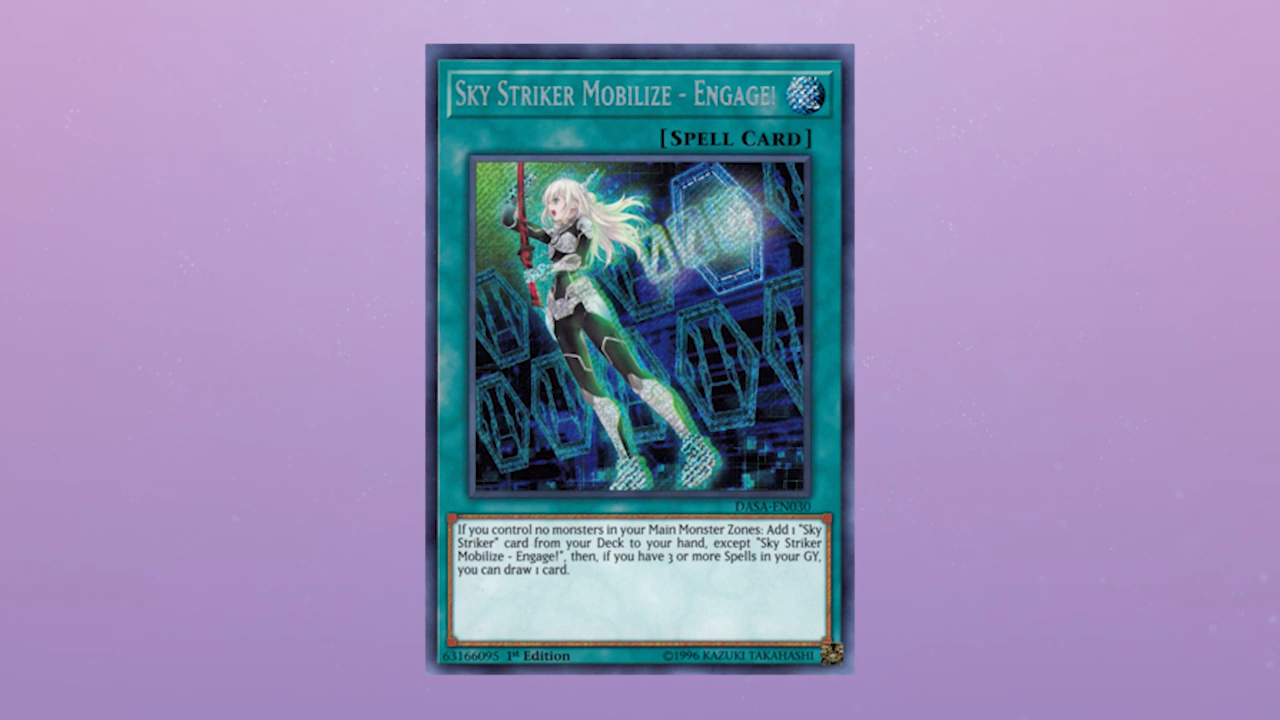 Sky Striker Mobilize - Engage!
[Spell Card]
DASA-EN030
If you control no monsters in your Main Monster Zones: Add 1 "Sky
Striker" card from your Deck to your hand, except "Sky Striker
Mobilize - Engage!", then, if you have 3 or more Spells in your GY,
you can draw 1 card.
63166095 1st Edition ©1996 KAZUKI TAKAHASHI